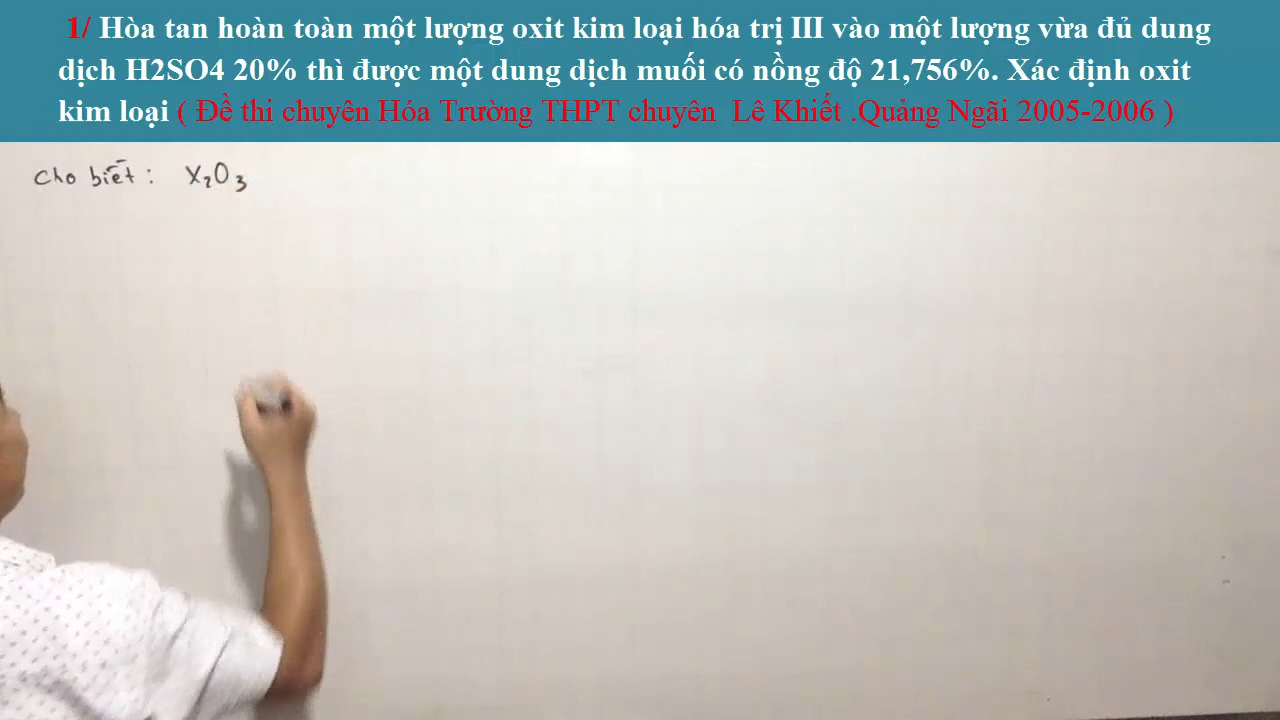 1/ Hòa tan hoàn toàn một lượng oxit kim loại hóa trị III vào một lượng vừa đủ dung
dịch H2SO4 20% thì được một dung dịch muối có nồng độ 21,756%. Xác định oxit
kim loại ( Đề thi chuyên Hóa Trường THPT chuyên Lê Khiết .Quảng Ngãi 2005-2006 )
Cho biết : X₂O₃